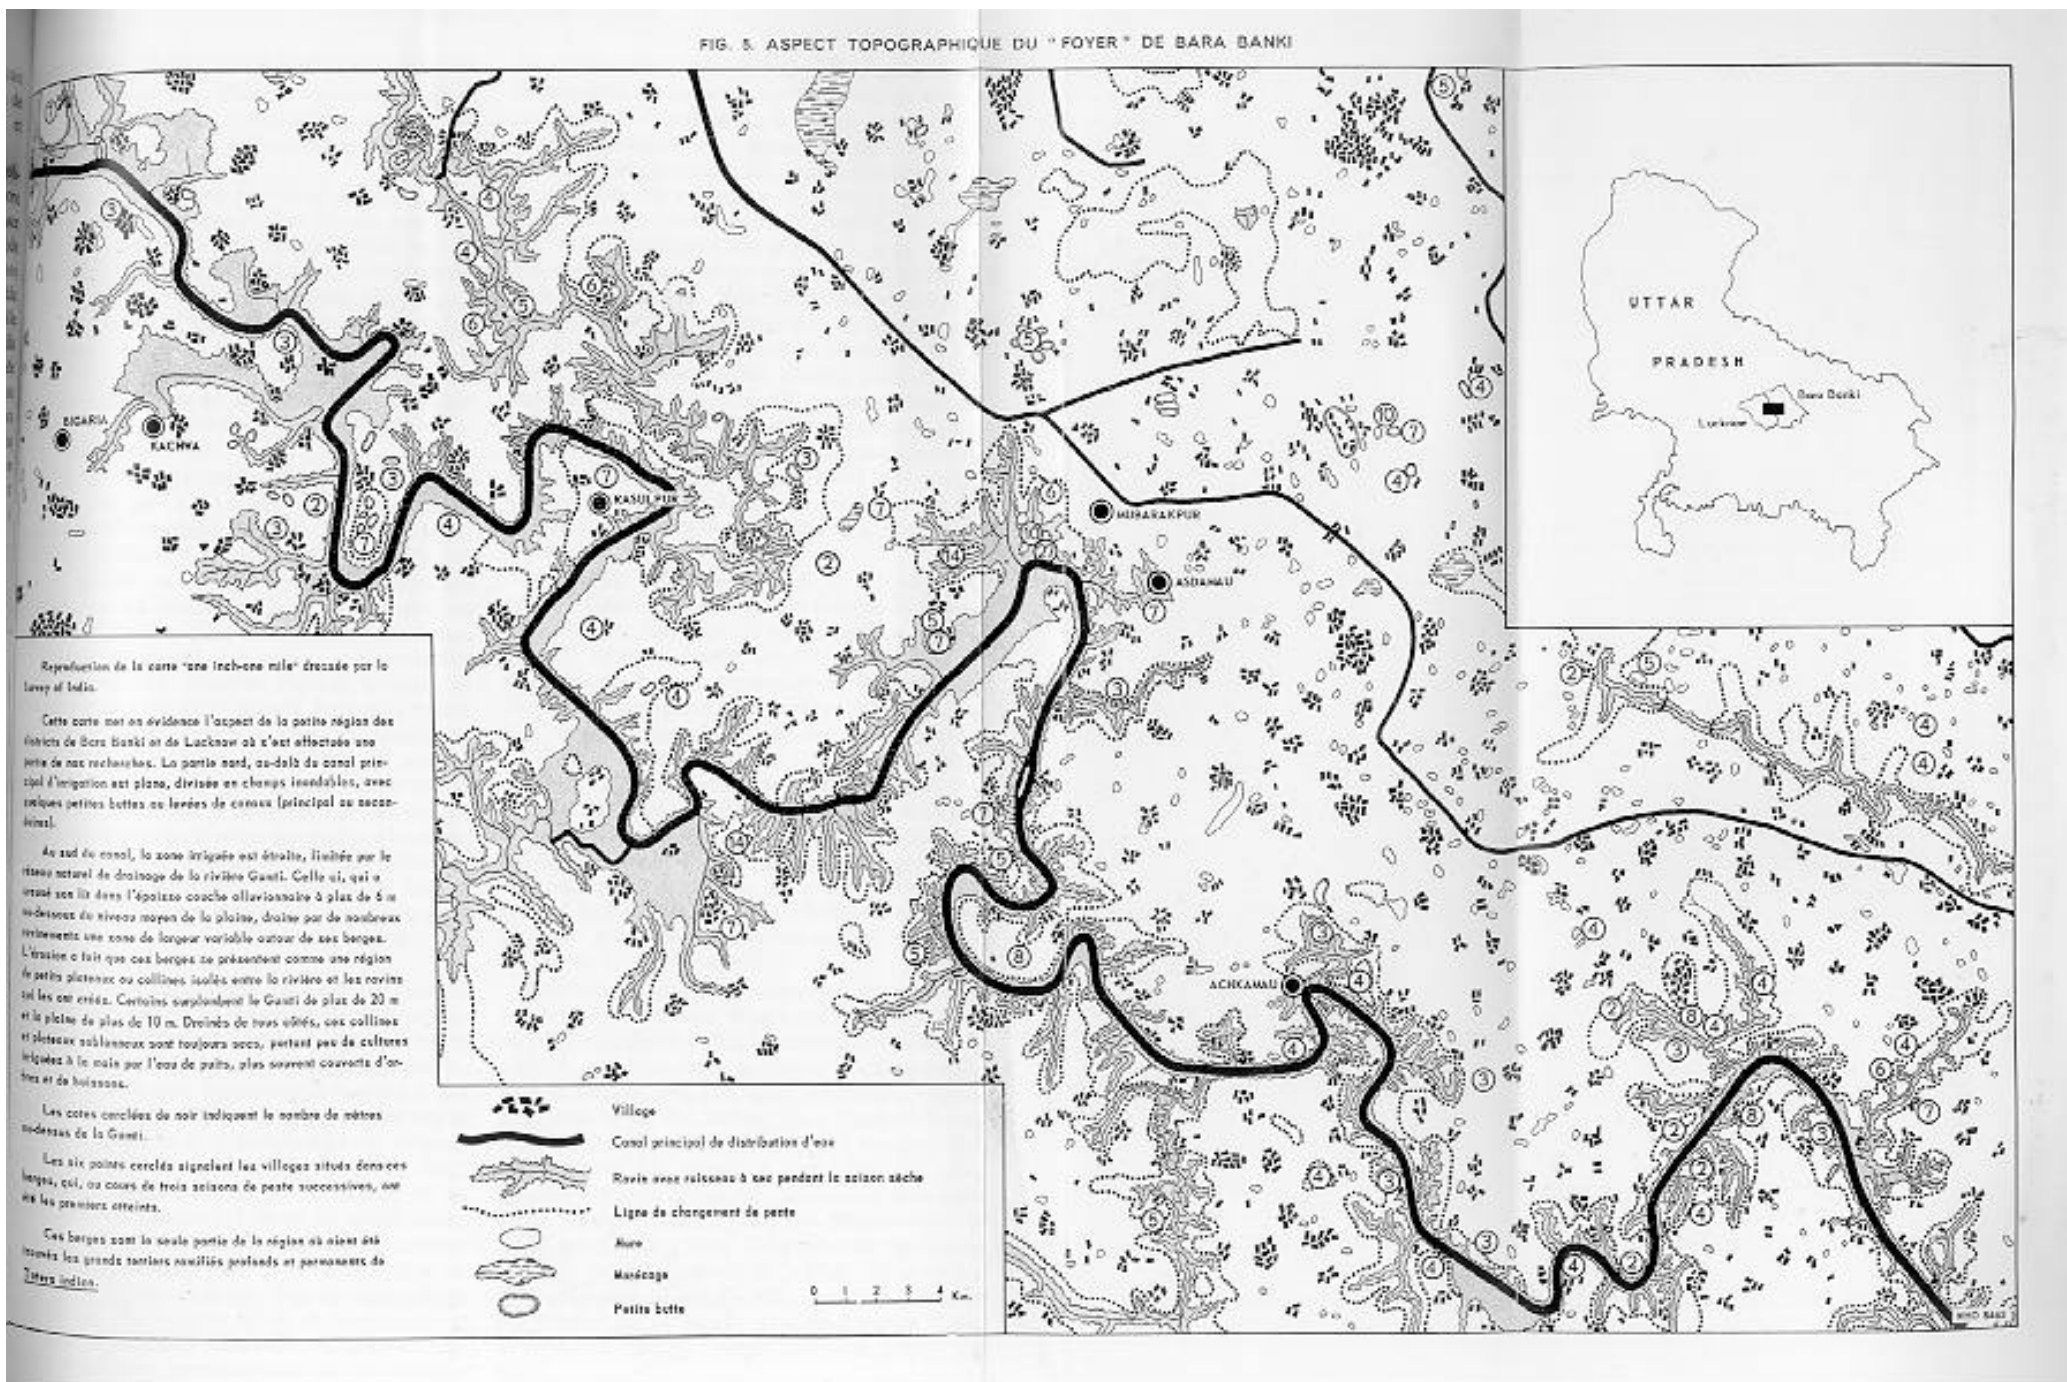 FIG. 5. ASPECT TOPOGRAPHIQUE DU "FOYER" DE BARA BANKI
UTTAR
PRADESH
Bara Banki
Lucknow
BIGARIA
KACHWA
KASULPUR
MUBARAKPUR
ASDAMAU
ACHKAMAU
Reproduction de la carte "one inch-one mile" dressée par le
Survey of India.
Cette carte met en évidence l'aspect de la petite région des
districts de Bara Banki et de Lucknow où s'est effectuée une
partie de nos recherches. La partie nord, au-delà du canal prin-
cipal d'irrigation est plane, divisée en champs inondables, avec
quelques petites buttes ou levées de canaux (principal ou secon-
daires).
Au sud du canal, la zone irriguée est étroite, limitée par le
réseau naturel de drainage de la rivière Gumti. Celle ci, qui a
creusé son lit dans l'épaisse couche alluvionnaire à plus de 6 m
au-dessous du niveau moyen de la plaine, draine par de nombreux
ravinements une zone de largeur variable autour de ses berges.
L'érosion a fait que ces berges se présentent comme une région
de petits plateaux ou collines isolés entre la rivière et les ravins
qui les ont créés. Certains surplombent le Gumti de plus de 20 m
et la plaine de plus de 10 m. Drainés de tous côtés, ces collines
et plateaux sablonneux sont toujours secs, portant peu de cultures
irriguées à la main par l'eau de puits, plus souvent couverts d'ar-
bres et de buissons.
Les cotes cerclées de noir indiquent le nombre de mètres
au-dessus de la Gumti.
Les six points cerclés signalent les villages situés dans ces
berges, qui, au cours de trois saisons de peste successives, ont
été les premiers atteints.
Ces berges sont la seule partie de la région où aient été
trouvés les grands terriers ramifiés profonds et permanents de
Tatera indica.
Village
Canal principal de distribution d'eau
Ravin avec ruisseau à sec pendant la saison sèche
Ligne de changement de pente
Mare
Marécage
Petite butte
0 1 2 3 4 Km.